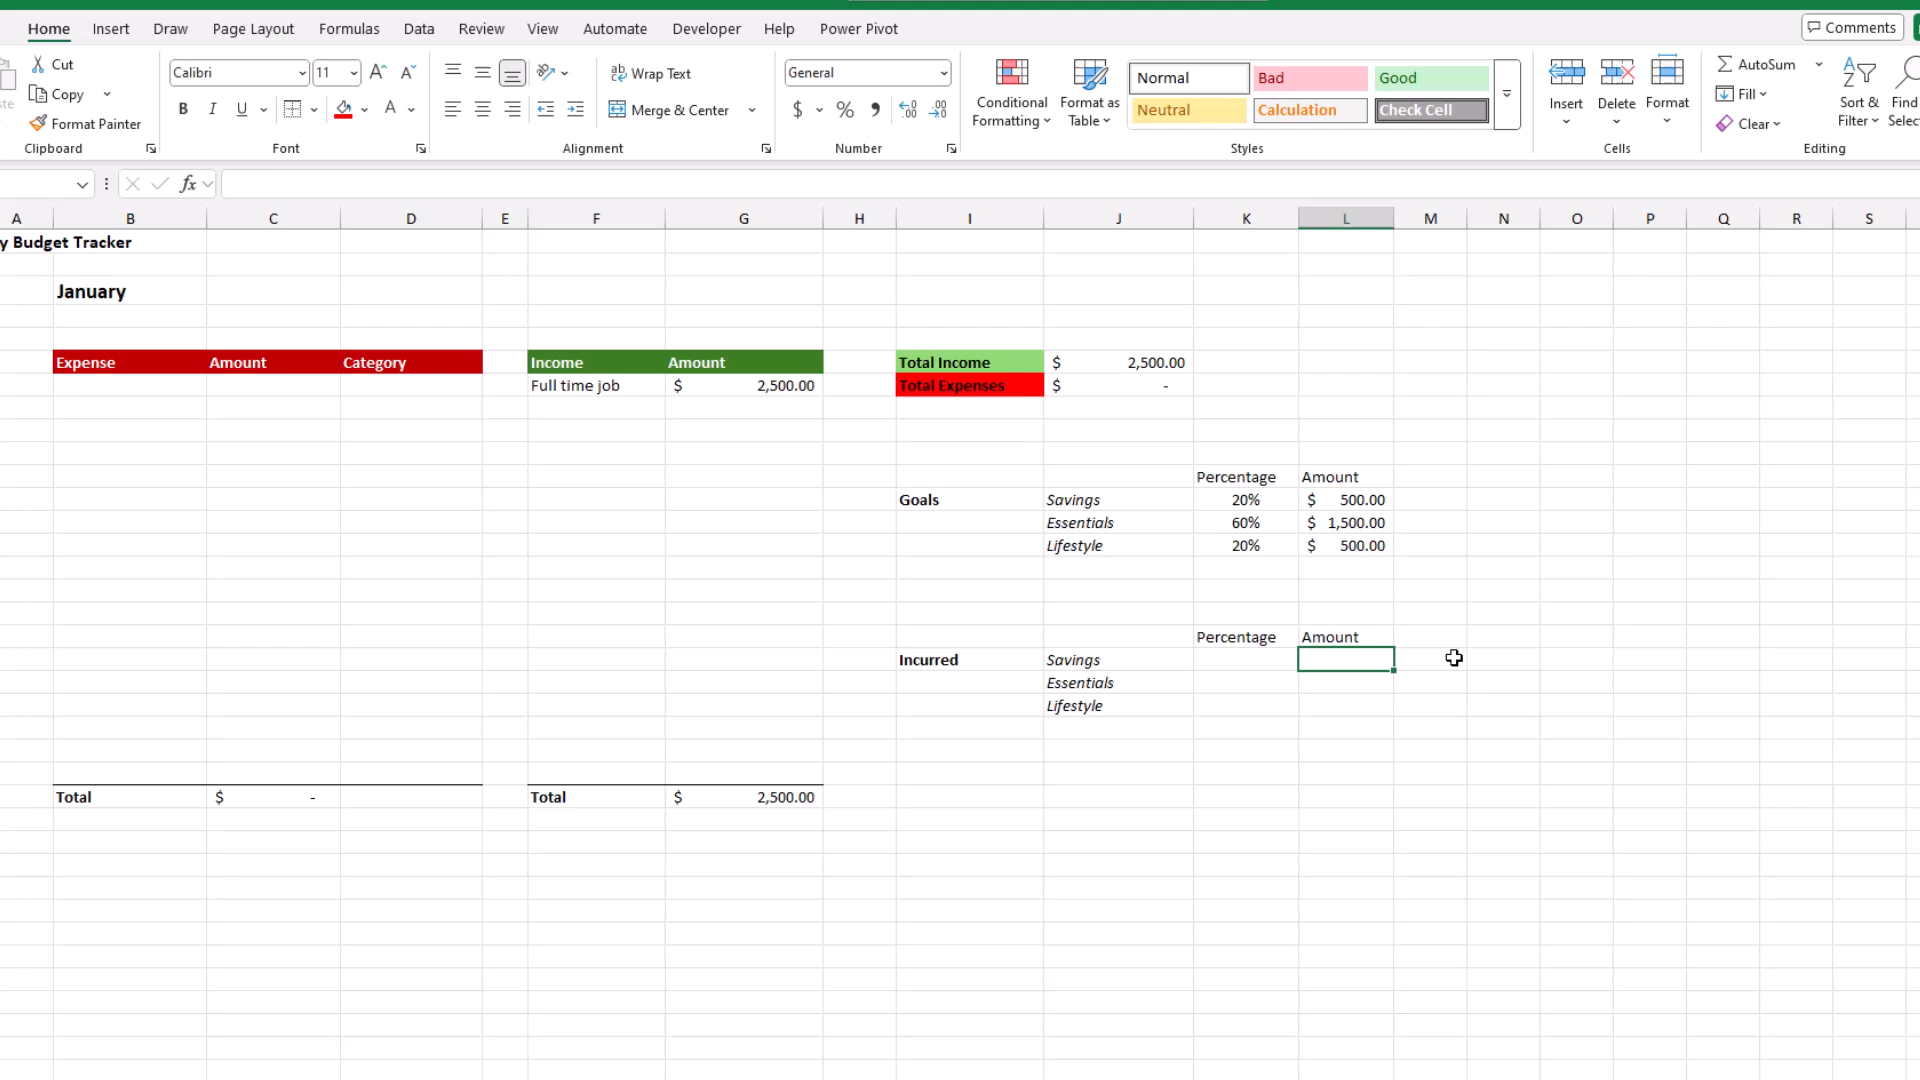 Home Insert Draw Page Layout Formulas Data Review View Automate Developer Help Power Pivot Comments
Cut
Copy
Format Painter
Clipboard
Calibri 11
B I U A
Font
Wrap Text
Merge & Center
Alignment
General
$ % ,
Number
Conditional Formatting
Format as Table
Normal Bad Good
Neutral Calculation Check Cell
Styles
Insert Delete Format
Cells
AutoSum
Fill
Clear
Sort & Filter
Find
Editing
fx
A B C D E F G H I J K L M N O P Q R S
y Budget Tracker
January
Expense Amount Category Income Amount Total Income $ 2,500.00
Full time job $ 2,500.00 Total Expenses $ -
Percentage Amount
Goals Savings 20% $ 500.00
Essentials 60% $ 1,500.00
Lifestyle 20% $ 500.00
Percentage Amount
Incurred Savings
Essentials
Lifestyle
Total $ - Total $ 2,500.00